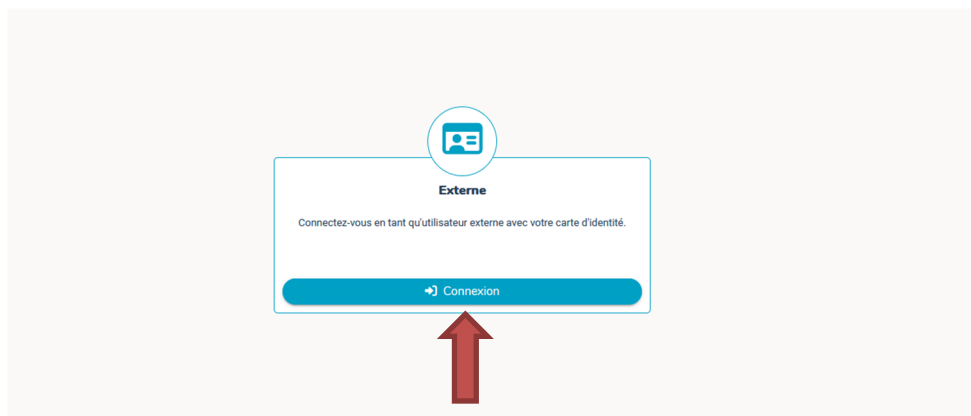 Externe
Connectez-vous en tant qu'utilisateur externe avec votre carte d'identité.
Connexion